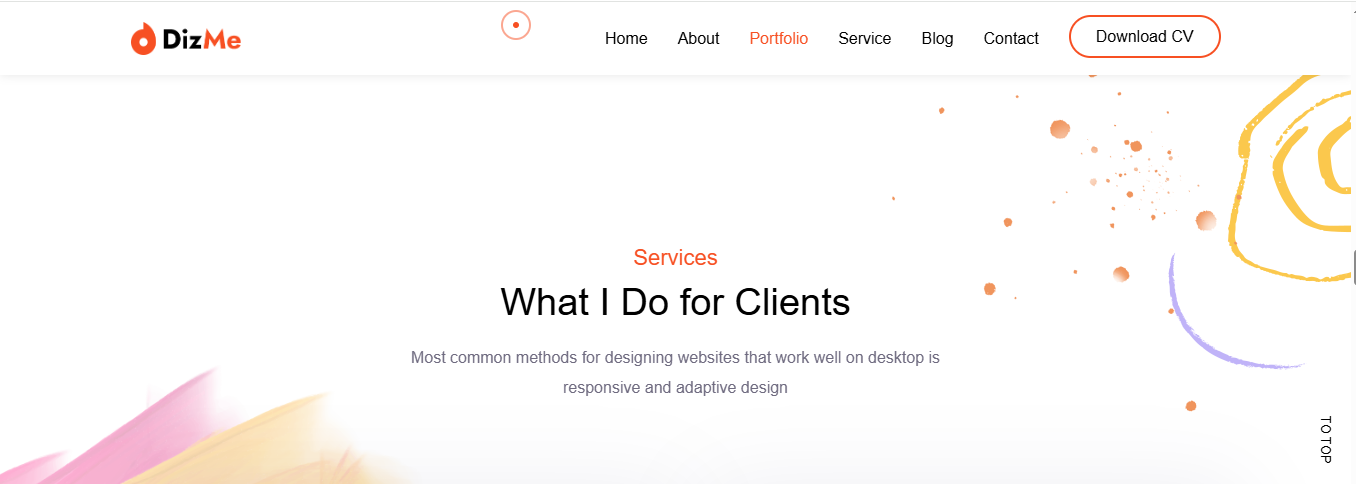 DizMe
Home About Portfolio Service Blog Contact Download CV
Services
What I Do for Clients
Most common methods for designing websites that work well on desktop is
responsive and adaptive design
TO TOP